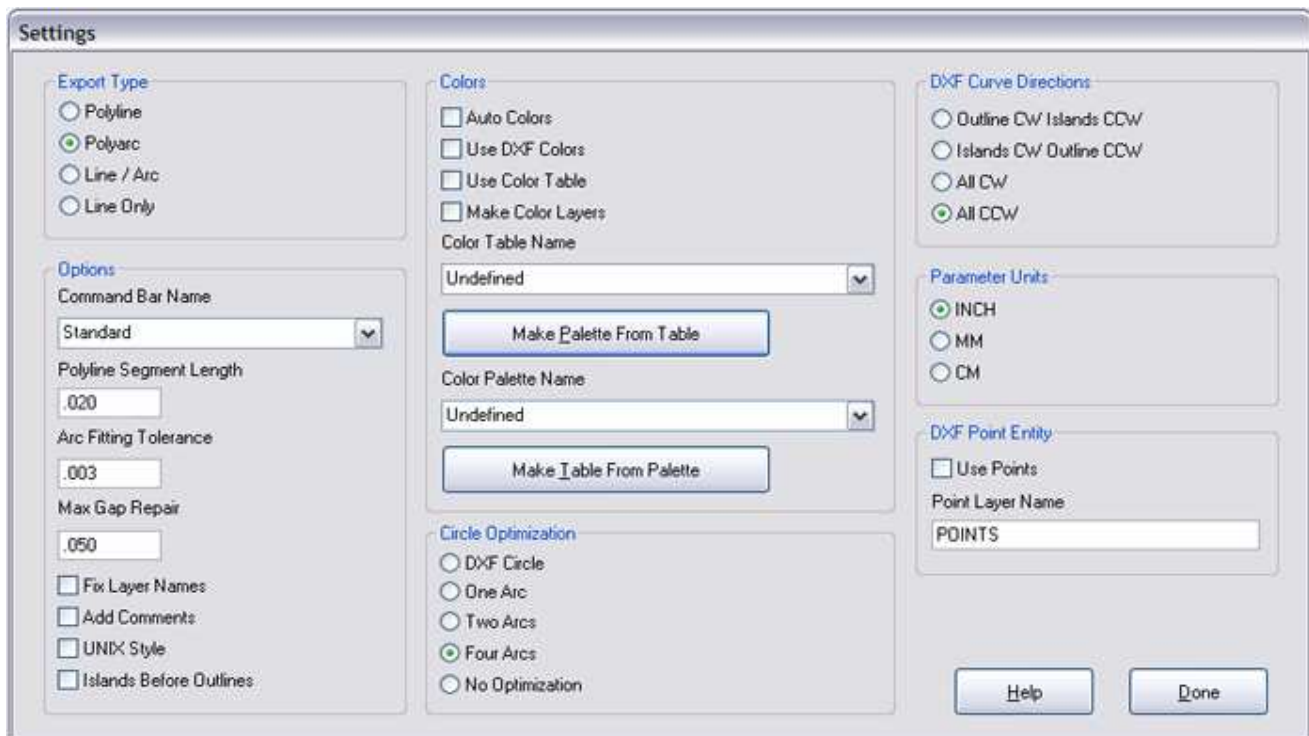 Settings
Export Type
Polyline
Polyarc
Line / Arc
Line Only
Options
Command Bar Name
Standard
Polyline Segment Length
.020
Arc Fitting Tolerance
.003
Max Gap Repair
.050
Fix Layer Names
Add Comments
UNIX Style
Islands Before Outlines
Colors
Auto Colors
Use DXF Colors
Use Color Table
Make Color Layers
Color Table Name
Undefined
Make Palette From Table
Color Palette Name
Undefined
Make Table From Palette
Circle Optimization
DXF Circle
One Arc
Two Arcs
Four Arcs
No Optimization
DXF Curve Directions
Outline CW Islands CCW
Islands CW Outline CCW
All CW
All CCW
Parameter Units
INCH
MM
CM
DXF Point Entity
Use Points
Point Layer Name
POINTS
Help
Done